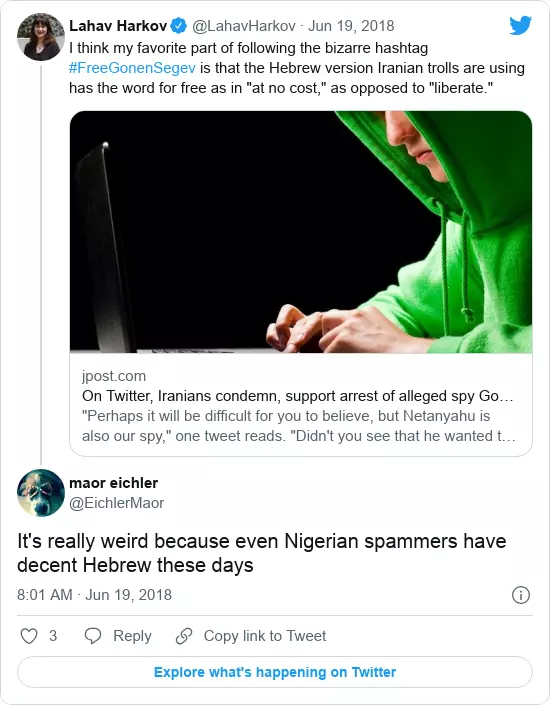 Lahav Harkov @LahavHarkov · Jun 19, 2018
I think my favorite part of following the bizarre hashtag
#FreeGonenSegev is that the Hebrew version Iranian trolls are using
has the word for free as in "at no cost," as opposed to "liberate."
jpost.com
On Twitter, Iranians condemn, support arrest of alleged spy Go…
"Perhaps it will be difficult for you to believe, but Netanyahu is
also our spy," one tweet reads. "Didn't you see that he wanted t…
maor eichler
@EichlerMaor
It's really weird because even Nigerian spammers have
decent Hebrew these days
8:01 AM · Jun 19, 2018
3 Reply Copy link to Tweet
Explore what's happening on Twitter